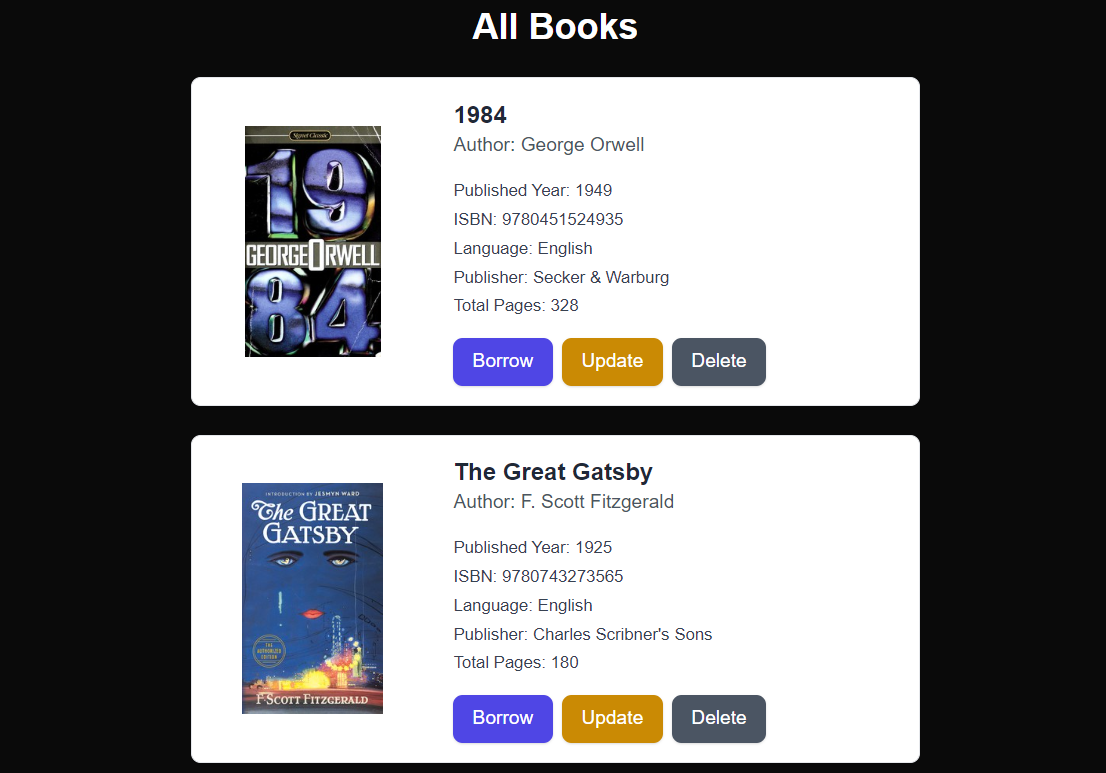 All Books
Signet Classic
19
GEORGE ORWELL
84
1984
Author: George Orwell
Published Year: 1949
ISBN: 9780451524935
Language: English
Publisher: Secker & Warburg
Total Pages: 328
Borrow
Update
Delete
INTRODUCTION BY JESMYN WARD
The GREAT
GATSBY
THE
AUTHORIZED
EDITION
F. SCOTT FITZGERALD
The Great Gatsby
Author: F. Scott Fitzgerald
Published Year: 1925
ISBN: 9780743273565
Language: English
Publisher: Charles Scribner's Sons
Total Pages: 180
Borrow
Update
Delete